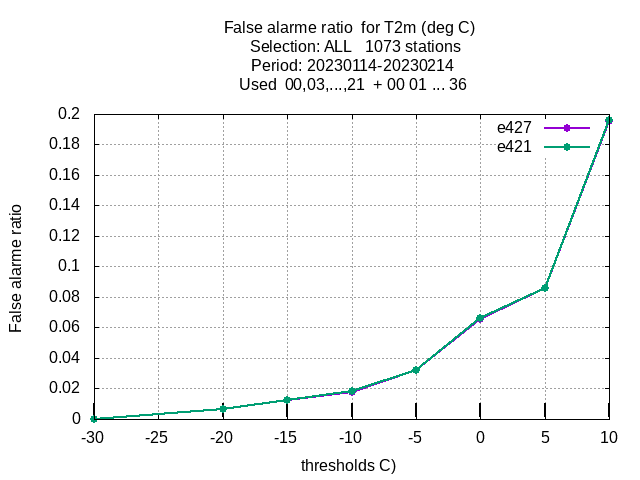 False alarme ratio  for T2m (deg C)
Selection: ALL   1073 stations
Period: 20230114-20230214
Used  00,03,...,21  + 00 01 ... 36
e427
e421
0.2
0.18
0.16
0.14
0.12
0.1
0.08
0.06
0.04
0.02
0
False alarme ratio
-30 -25 -20 -15 -10 -5 0 5 10
thresholds C)